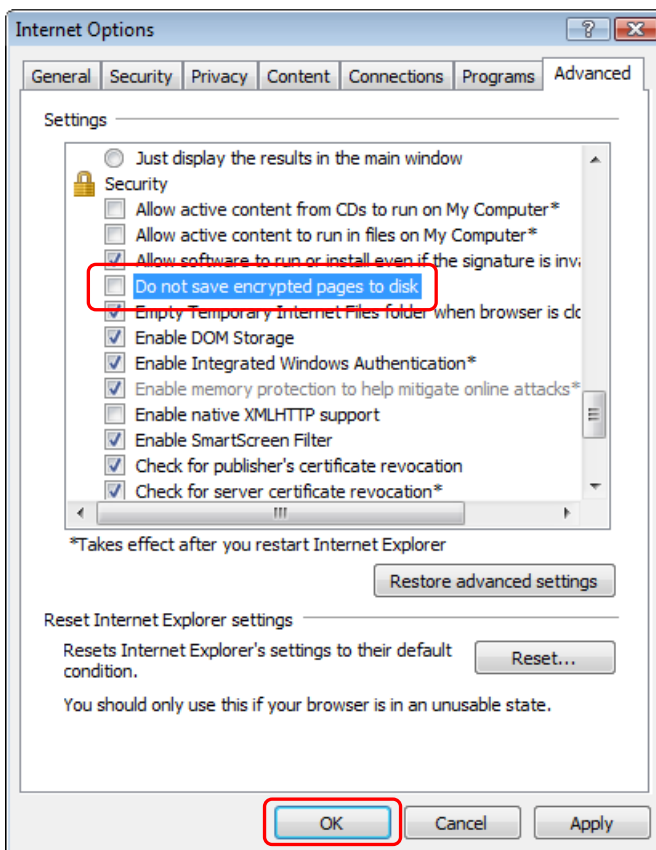 Internet Options
General Security Privacy Content Connections Programs Advanced
Settings
Just display the results in the main window
Security
Allow active content from CDs to run on My Computer*
Allow active content to run in files on My Computer*
Allow software to run or install even if the signature is inva
Do not save encrypted pages to disk
Empty Temporary Internet Files folder when browser is clo
Enable DOM Storage
Enable Integrated Windows Authentication*
Enable memory protection to help mitigate online attacks*
Enable native XMLHTTP support
Enable SmartScreen Filter
Check for publisher's certificate revocation
Check for server certificate revocation*
*Takes effect after you restart Internet Explorer
Restore advanced settings
Reset Internet Explorer settings
Resets Internet Explorer's settings to their default
condition.
Reset...
You should only use this if your browser is in an unusable state.
OK Cancel Apply